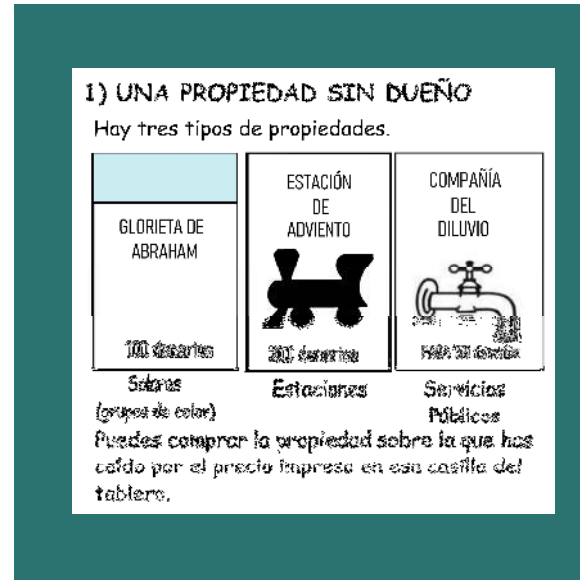 1) UNA PROPIEDAD SIN DUEÑO
Hay tres tipos de propiedades.
GLORIETA DE
ABRAHAM
100 denarios
ESTACIÓN
DE
ADVIENTO
200 denarios
COMPAÑÍA
DEL
DILUVIO
Solares
(grupos de color)
Estaciones
Servicios
Públicos
Puedes comprar la propiedad sobre la que has
caído por el precio impreso en esa casilla del
tablero.